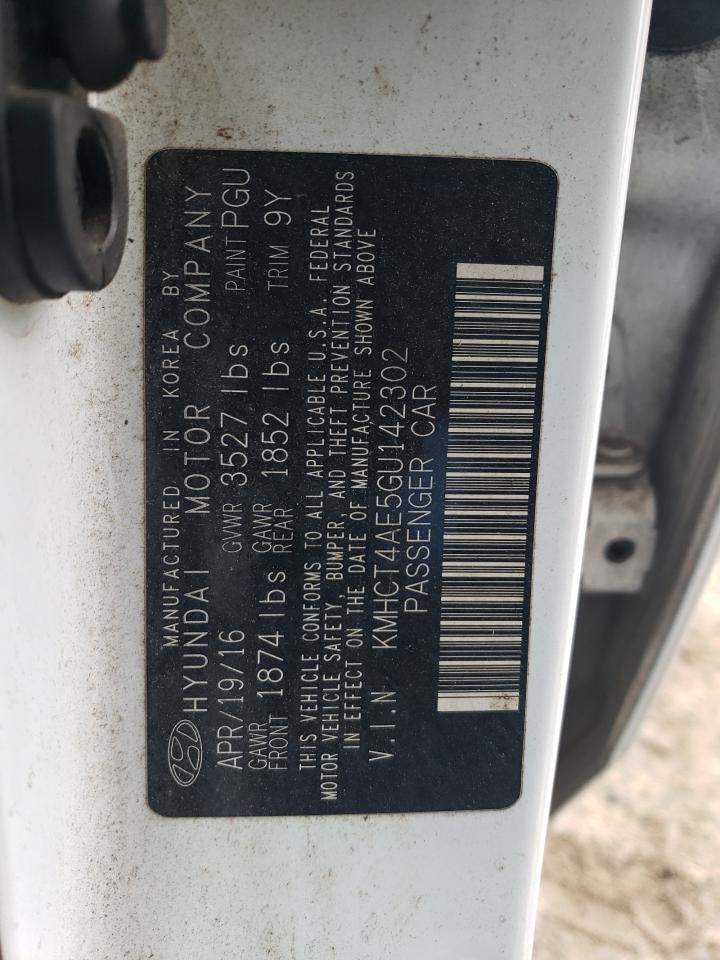 MANUFACTURED IN KOREA BY
HYUNDAI MOTOR COMPANY
APR/19/16 GVWR 3527 lbs PAINT PGU
GAWR FRONT 1874 lbs GAWR REAR 1852 lbs TRIM 9Y
THIS VEHICLE CONFORMS TO ALL APPLICABLE U.S.A. FEDERAL
MOTOR VEHICLE SAFETY, BUMPER, AND THEFT PREVENTION STANDARDS
IN EFFECT ON THE DATE OF MANUFACTURE SHOWN ABOVE
V.I.N KMHCT4AE5GU142302
PASSENGER CAR